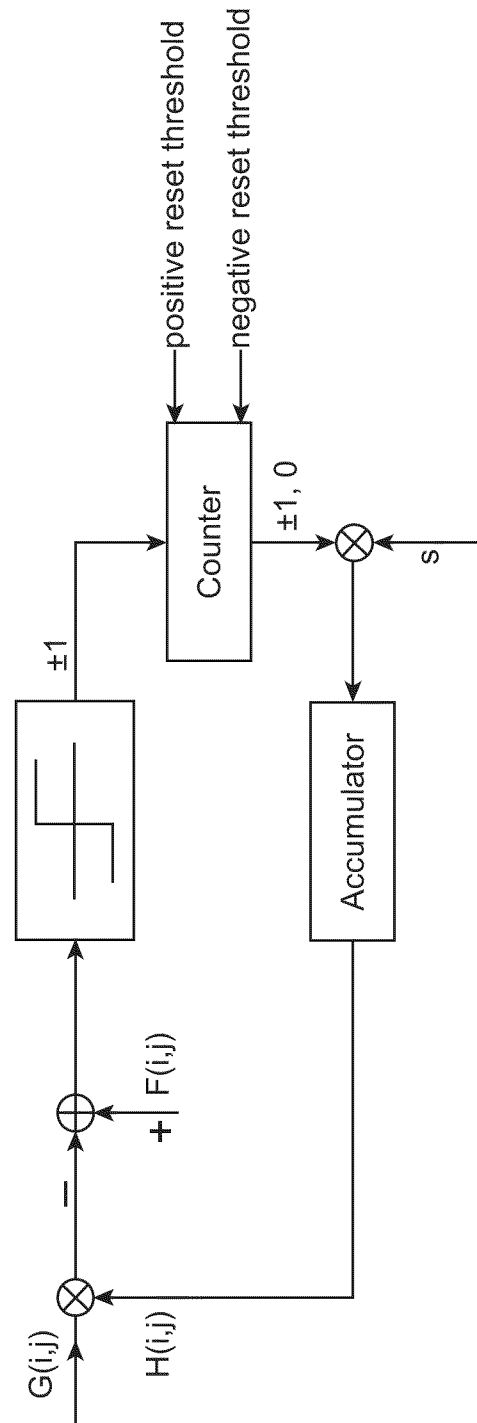 G(i,j)
H(i,j)
−
+
F(i,j)
±1
Counter
positive reset threshold
negative reset threshold
±1, 0
s
Accumulator